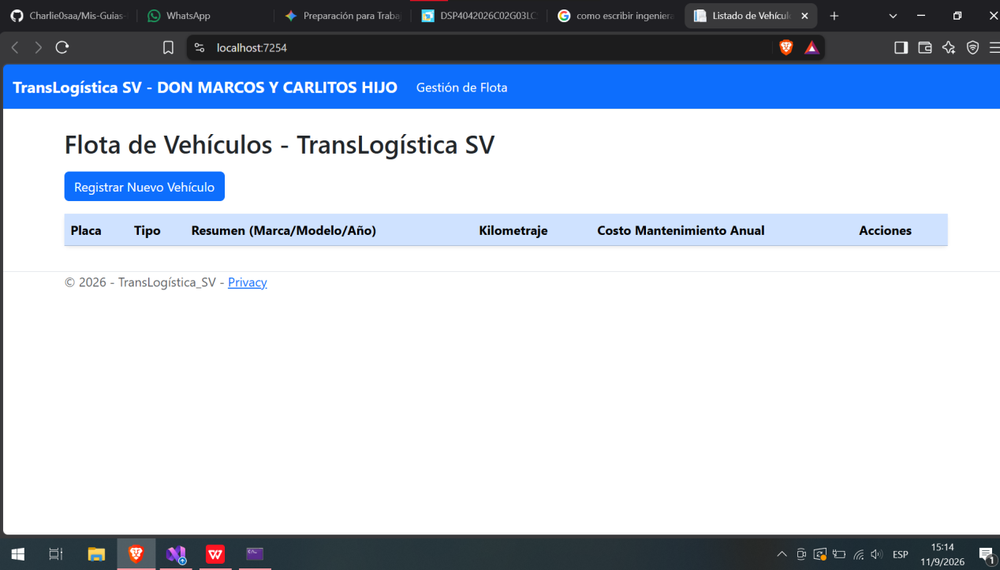 Charlie0saa/Mis-Guias- WhatsApp Preparación para Traba DSP4042026C02G03LC como escribir ingeniera Listado de Vehícul
localhost:7254
TransLogística SV - DON MARCOS Y CARLITOS HIJO Gestión de Flota
Flota de Vehículos - TransLogística SV
Registrar Nuevo Vehículo
Placa Tipo Resumen (Marca/Modelo/Año) Kilometraje Costo Mantenimiento Anual Acciones
© 2026 - TransLogística_SV - Privacy
ESP
15:14
11/9/2026
1